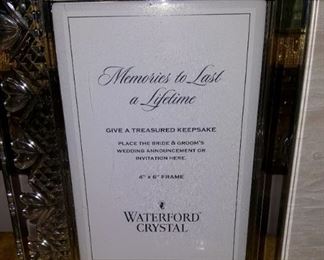 Memories to Last
a Lifetime
GIVE A TREASURED KEEPSAKE
PLACE THE BRIDE & GROOM'S
WEDDING ANNOUNCEMENT OR
INVITATION HERE.
4" x 6" FRAME
WATERFORD
CRYSTAL